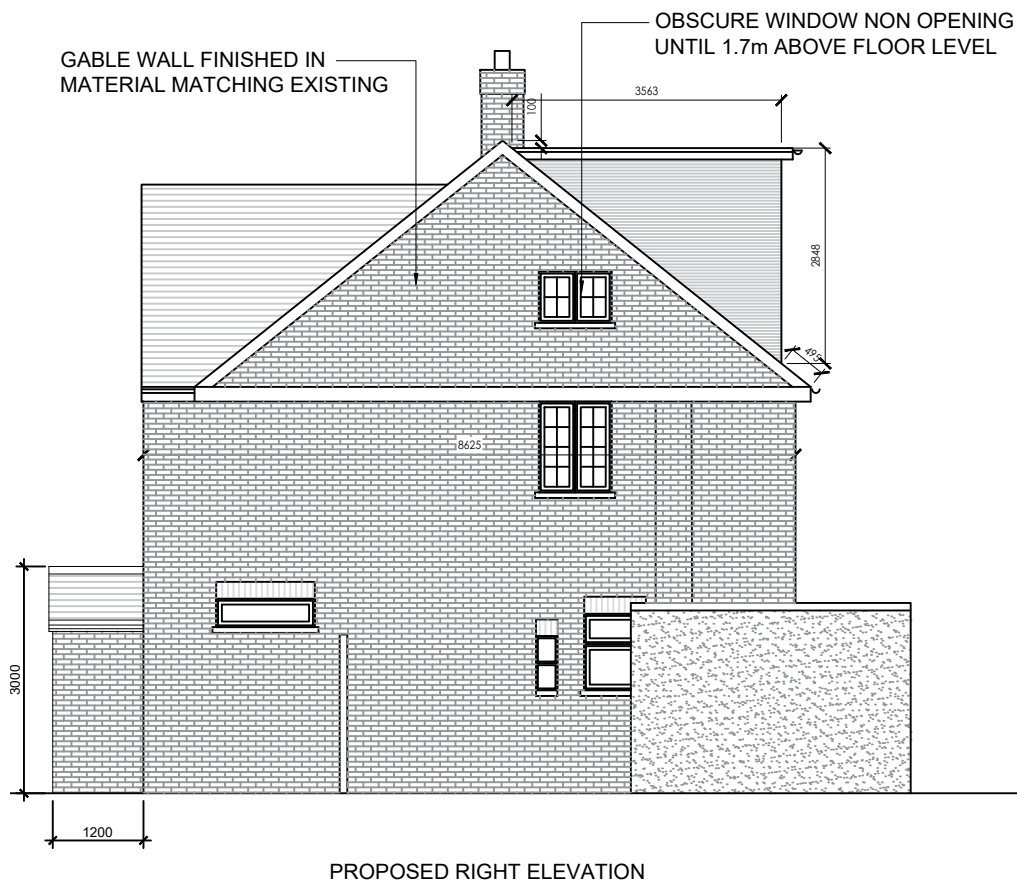 OBSCURE WINDOW NON OPENING
UNTIL 1.7m ABOVE FLOOR LEVEL
GABLE WALL FINISHED IN
MATERIAL MATCHING EXISTING
3563
100
2848
495
8625
3000
1200
PROPOSED RIGHT ELEVATION